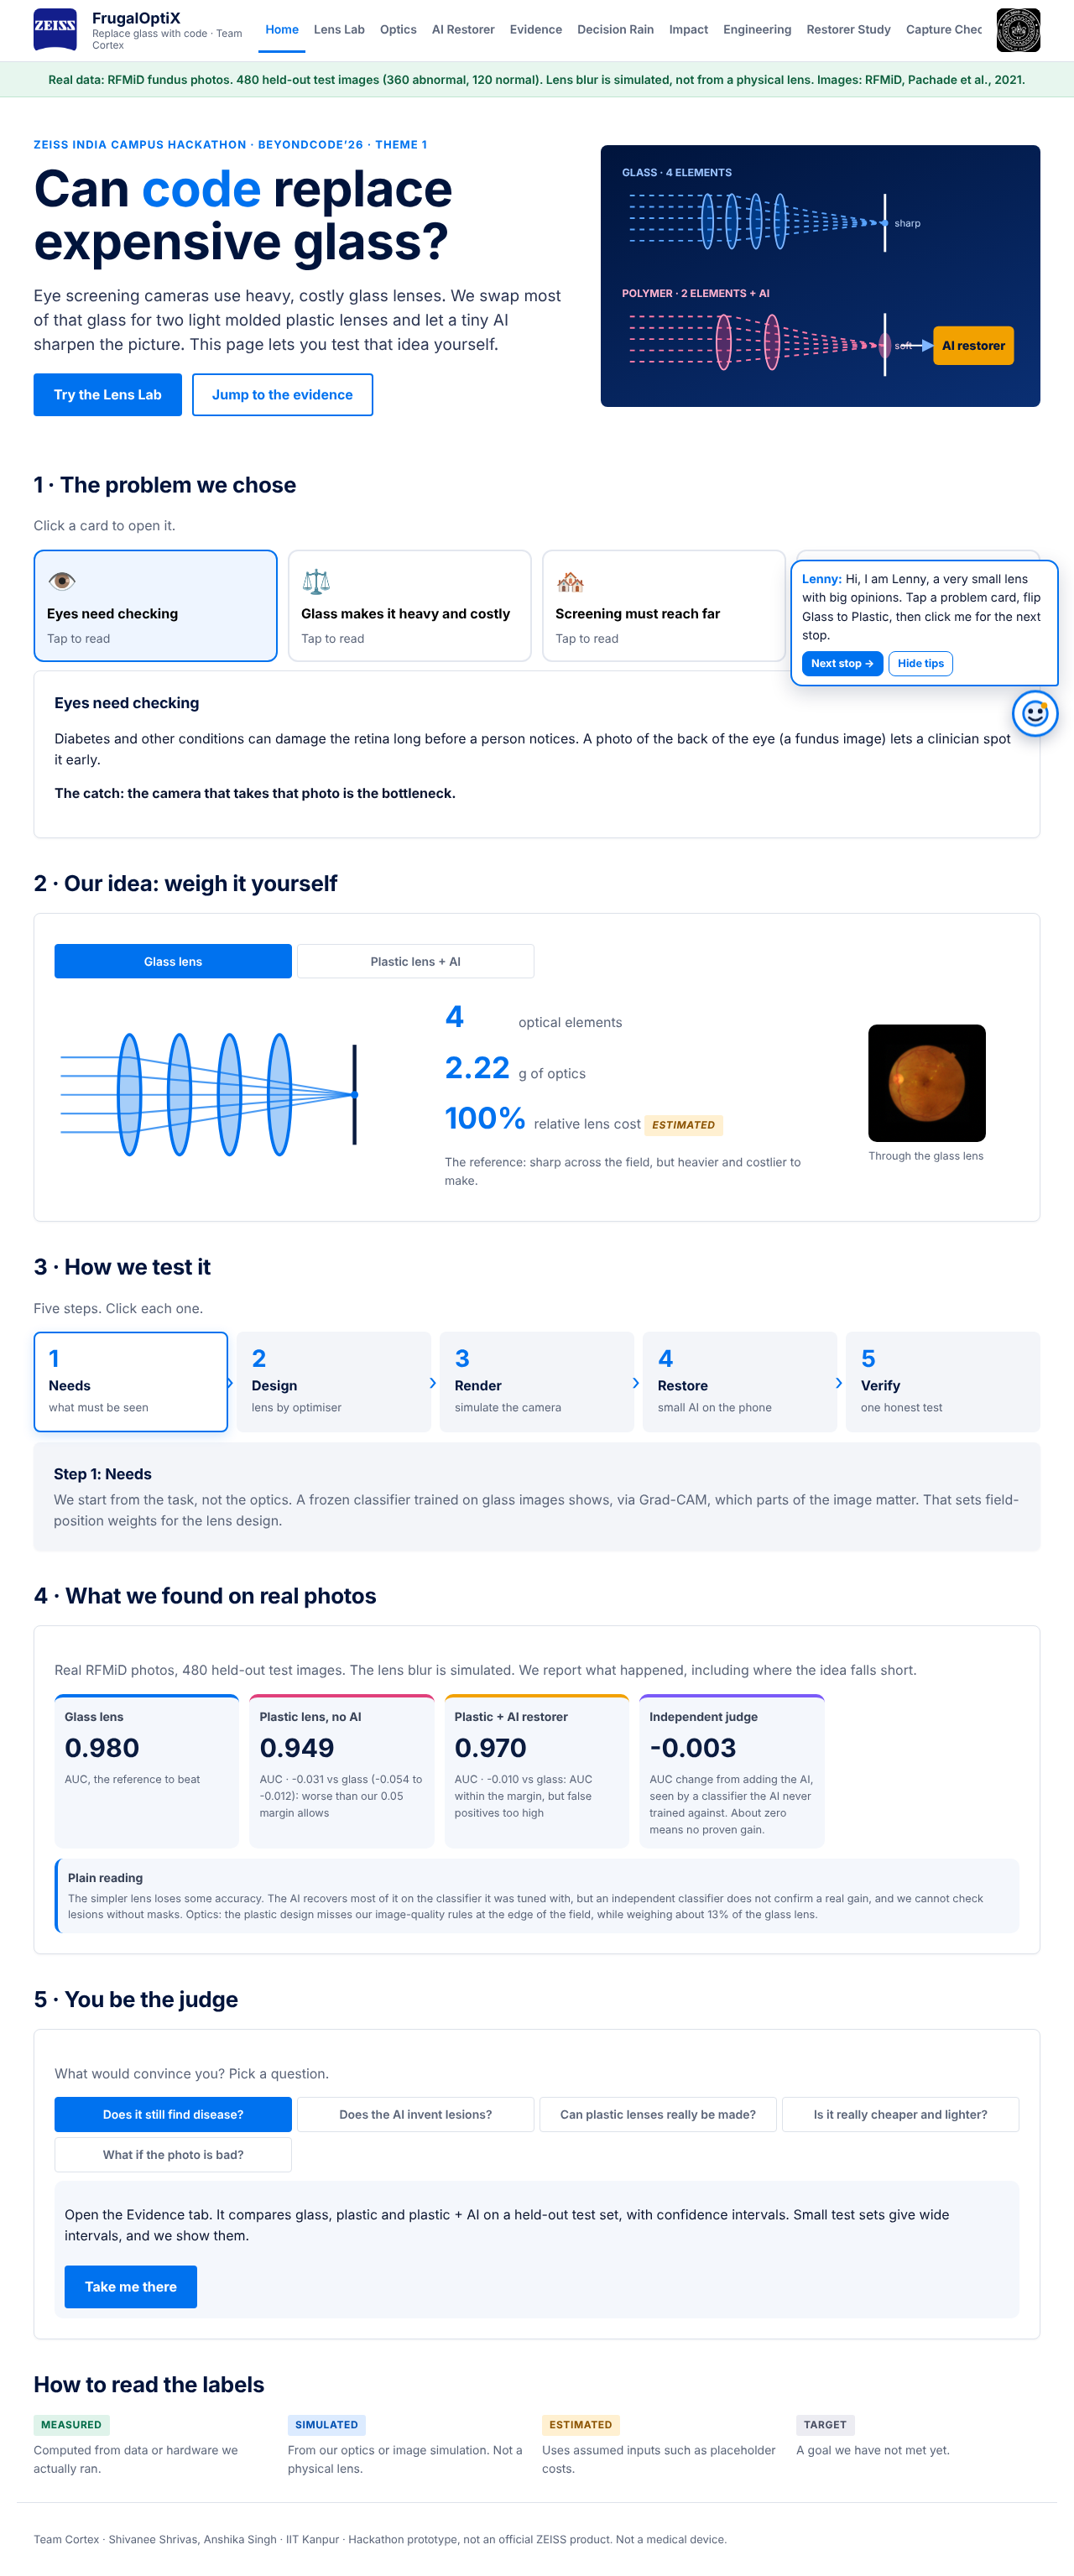 ZEISS
FrugalOptiX
Replace glass with code · Team
Cortex
Home
Lens Lab
Optics
AI Restorer
Evidence
Decision Rain
Impact
Engineering
Restorer Study
Capture Chec
Real data: RFMiD fundus photos. 480 held-out test images (360 abnormal, 120 normal). Lens blur is simulated, not from a physical lens. Images: RFMiD, Pachade et al., 2021.
ZEISS INDIA CAMPUS HACKATHON · BEYONDCODE’26 · THEME 1
Can code replace
expensive glass?
Eye screening cameras use heavy, costly glass lenses. We swap most
of that glass for two light molded plastic lenses and let a tiny AI
sharpen the picture. This page lets you test that idea yourself.
Try the Lens Lab
Jump to the evidence
GLASS · 4 ELEMENTS
sharp
POLYMER · 2 ELEMENTS + AI
soft
AI restorer
1 · The problem we chose
Click a card to open it.
Eyes need checking
Tap to read
Glass makes it heavy and costly
Tap to read
Screening must reach far
Tap to read
Lenny: Hi, I am Lenny, a very small lens
with big opinions. Tap a problem card, flip
Glass to Plastic, then click me for the next
stop.
Next stop →
Hide tips
Eyes need checking
Diabetes and other conditions can damage the retina long before a person notices. A photo of the back of the eye (a fundus image) lets a clinician spot
it early.
The catch: the camera that takes that photo is the bottleneck.
2 · Our idea: weigh it yourself
Glass lens
Plastic lens + AI
4 optical elements
2.22 g of optics
100% relative lens cost ESTIMATED
The reference: sharp across the field, but heavier and costlier to
make.
Through the glass lens
3 · How we test it
Five steps. Click each one.
1
Needs
what must be seen
›
2
Design
lens by optimiser
›
3
Render
simulate the camera
›
4
Restore
small AI on the phone
›
5
Verify
one honest test
Step 1: Needs
We start from the task, not the optics. A frozen classifier trained on glass images shows, via Grad-CAM, which parts of the image matter. That sets field-
position weights for the lens design.
4 · What we found on real photos
Real RFMiD photos, 480 held-out test images. The lens blur is simulated. We report what happened, including where the idea falls short.
Glass lens
0.980
AUC, the reference to beat
Plastic lens, no AI
0.949
AUC · -0.031 vs glass (-0.054 to
-0.012): worse than our 0.05
margin allows
Plastic + AI restorer
0.970
AUC · -0.010 vs glass: AUC
within the margin, but false
positives too high
Independent judge
-0.003
AUC change from adding the AI,
seen by a classifier the AI never
trained against. About zero
means no proven gain.
Plain reading
The simpler lens loses some accuracy. The AI recovers most of it on the classifier it was tuned with, but an independent classifier does not confirm a real gain, and we cannot check
lesions without masks. Optics: the plastic design misses our image-quality rules at the edge of the field, while weighing about 13% of the glass lens.
5 · You be the judge
What would convince you? Pick a question.
Does it still find disease?
Does the AI invent lesions?
Can plastic lenses really be made?
Is it really cheaper and lighter?
What if the photo is bad?
Open the Evidence tab. It compares glass, plastic and plastic + AI on a held-out test set, with confidence intervals. Small test sets give wide
intervals, and we show them.
Take me there
How to read the labels
MEASURED
Computed from data or hardware we
actually ran.
SIMULATED
From our optics or image simulation. Not a
physical lens.
ESTIMATED
Uses assumed inputs such as placeholder
costs.
TARGET
A goal we have not met yet.
Team Cortex · Shivanee Shrivas, Anshika Singh · IIT Kanpur · Hackathon prototype, not an official ZEISS product. Not a medical device.